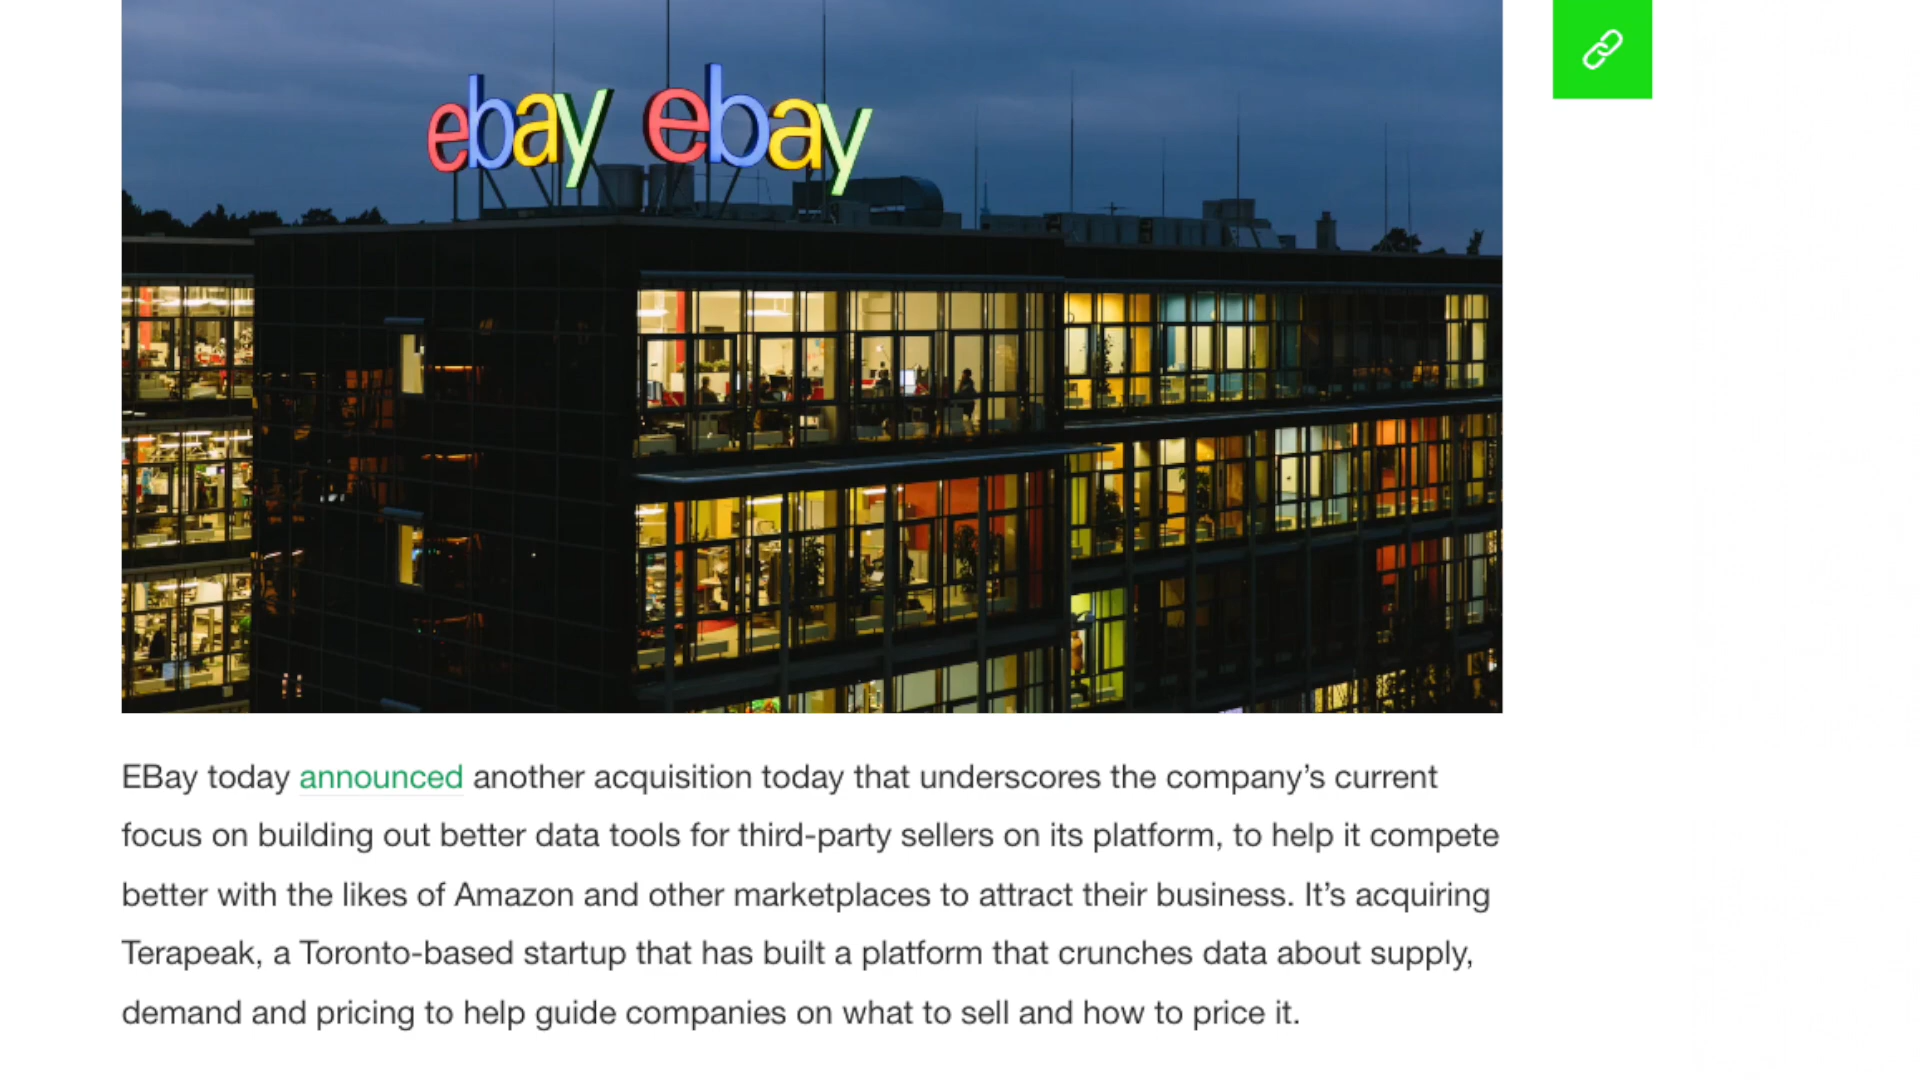 ebay ebay
EBay today announced another acquisition today that underscores the company’s current
focus on building out better data tools for third-party sellers on its platform, to help it compete
better with the likes of Amazon and other marketplaces to attract their business. It’s acquiring
Terapeak, a Toronto-based startup that has built a platform that crunches data about supply,
demand and pricing to help guide companies on what to sell and how to price it.